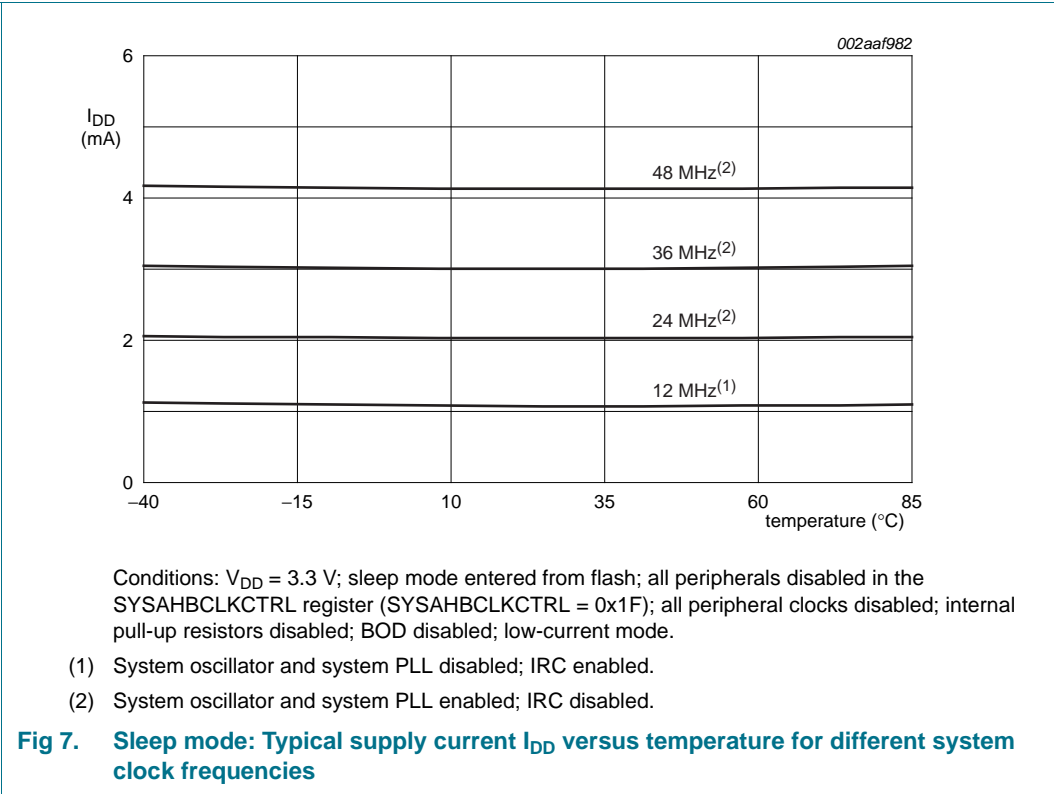 002aaf982
6
I_DD
(mA)
48 MHz(2)
4
36 MHz(2)
24 MHz(2)
2
12 MHz(1)
0
−40 −15 10 35 60 85
temperature (°C)
Conditions: V_DD = 3.3 V; sleep mode entered from flash; all peripherals disabled in the
SYSAHBCLKCTRL register (SYSAHBCLKCTRL = 0x1F); all peripheral clocks disabled; internal
pull-up resistors disabled; BOD disabled; low-current mode.
(1) System oscillator and system PLL disabled; IRC enabled.
(2) System oscillator and system PLL enabled; IRC disabled.
Fig 7. Sleep mode: Typical supply current I_DD versus temperature for different system
clock frequencies